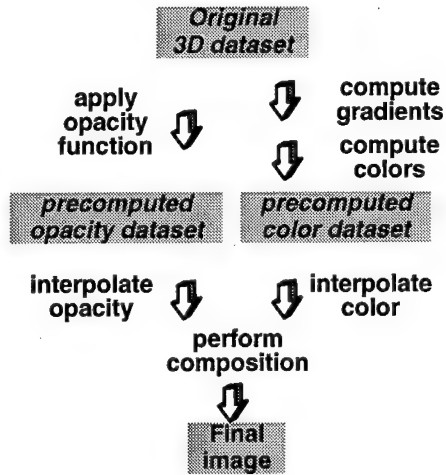 Original
3D dataset
apply
opacity
function
compute
gradients
compute
colors
precomputed
opacity dataset
precomputed
color dataset
interpolate
opacity
interpolate
color
perform
composition
Final
image